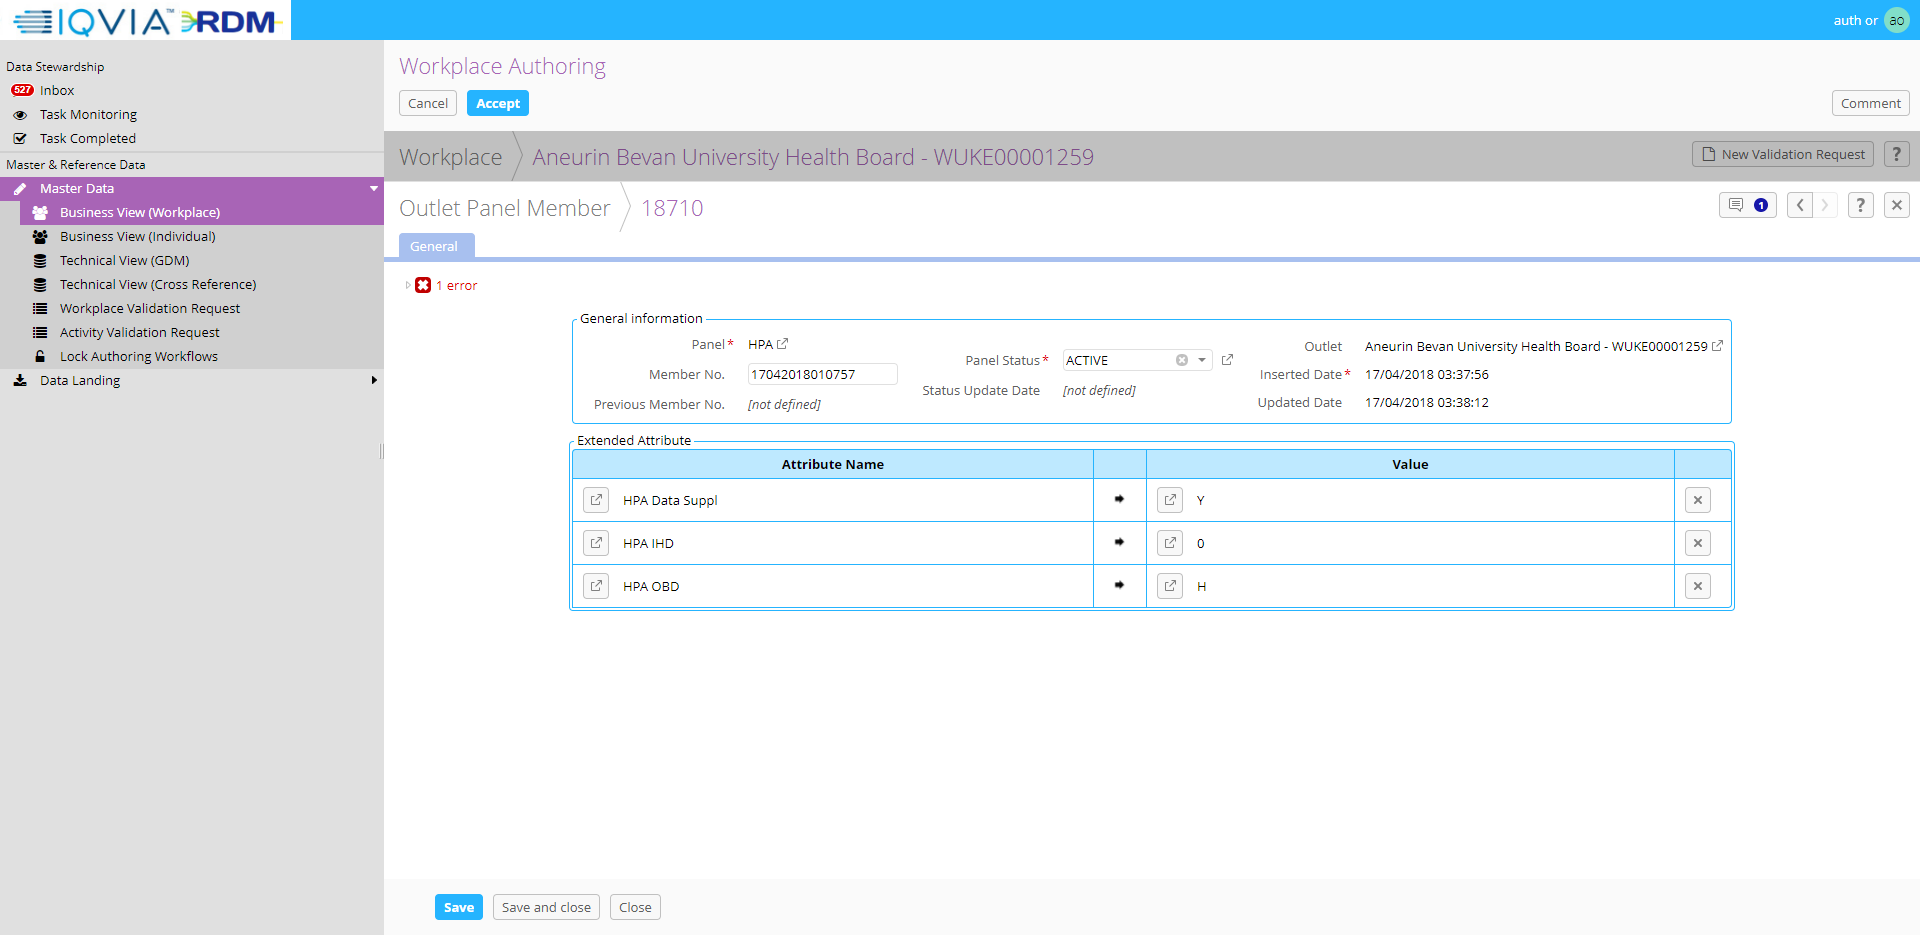 IQVIA™ RDM
auth or ao
Data Stewardship
527 Inbox
Task Monitoring
Task Completed
Master & Reference Data
Master Data
Business View (Workplace)
Business View (Individual)
Technical View (GDM)
Technical View (Cross Reference)
Workplace Validation Request
Activity Validation Request
Lock Authoring Workflows
Data Landing
Workplace Authoring
Cancel Accept Comment
Workplace Aneurin Bevan University Health Board - WUKE00001259 New Validation Request ?
Outlet Panel Member 18710 1 ?
General
1 error
General information
Panel* HPA
Member No. 17042018010757
Previous Member No. [not defined]
Panel Status* ACTIVE
Status Update Date [not defined]
Outlet Aneurin Bevan University Health Board - WUKE00001259
Inserted Date* 17/04/2018 03:37:56
Updated Date 17/04/2018 03:38:12
Extended Attribute
Attribute Name Value
HPA Data Suppl Y
HPA IHD 0
HPA OBD H
Save Save and close Close